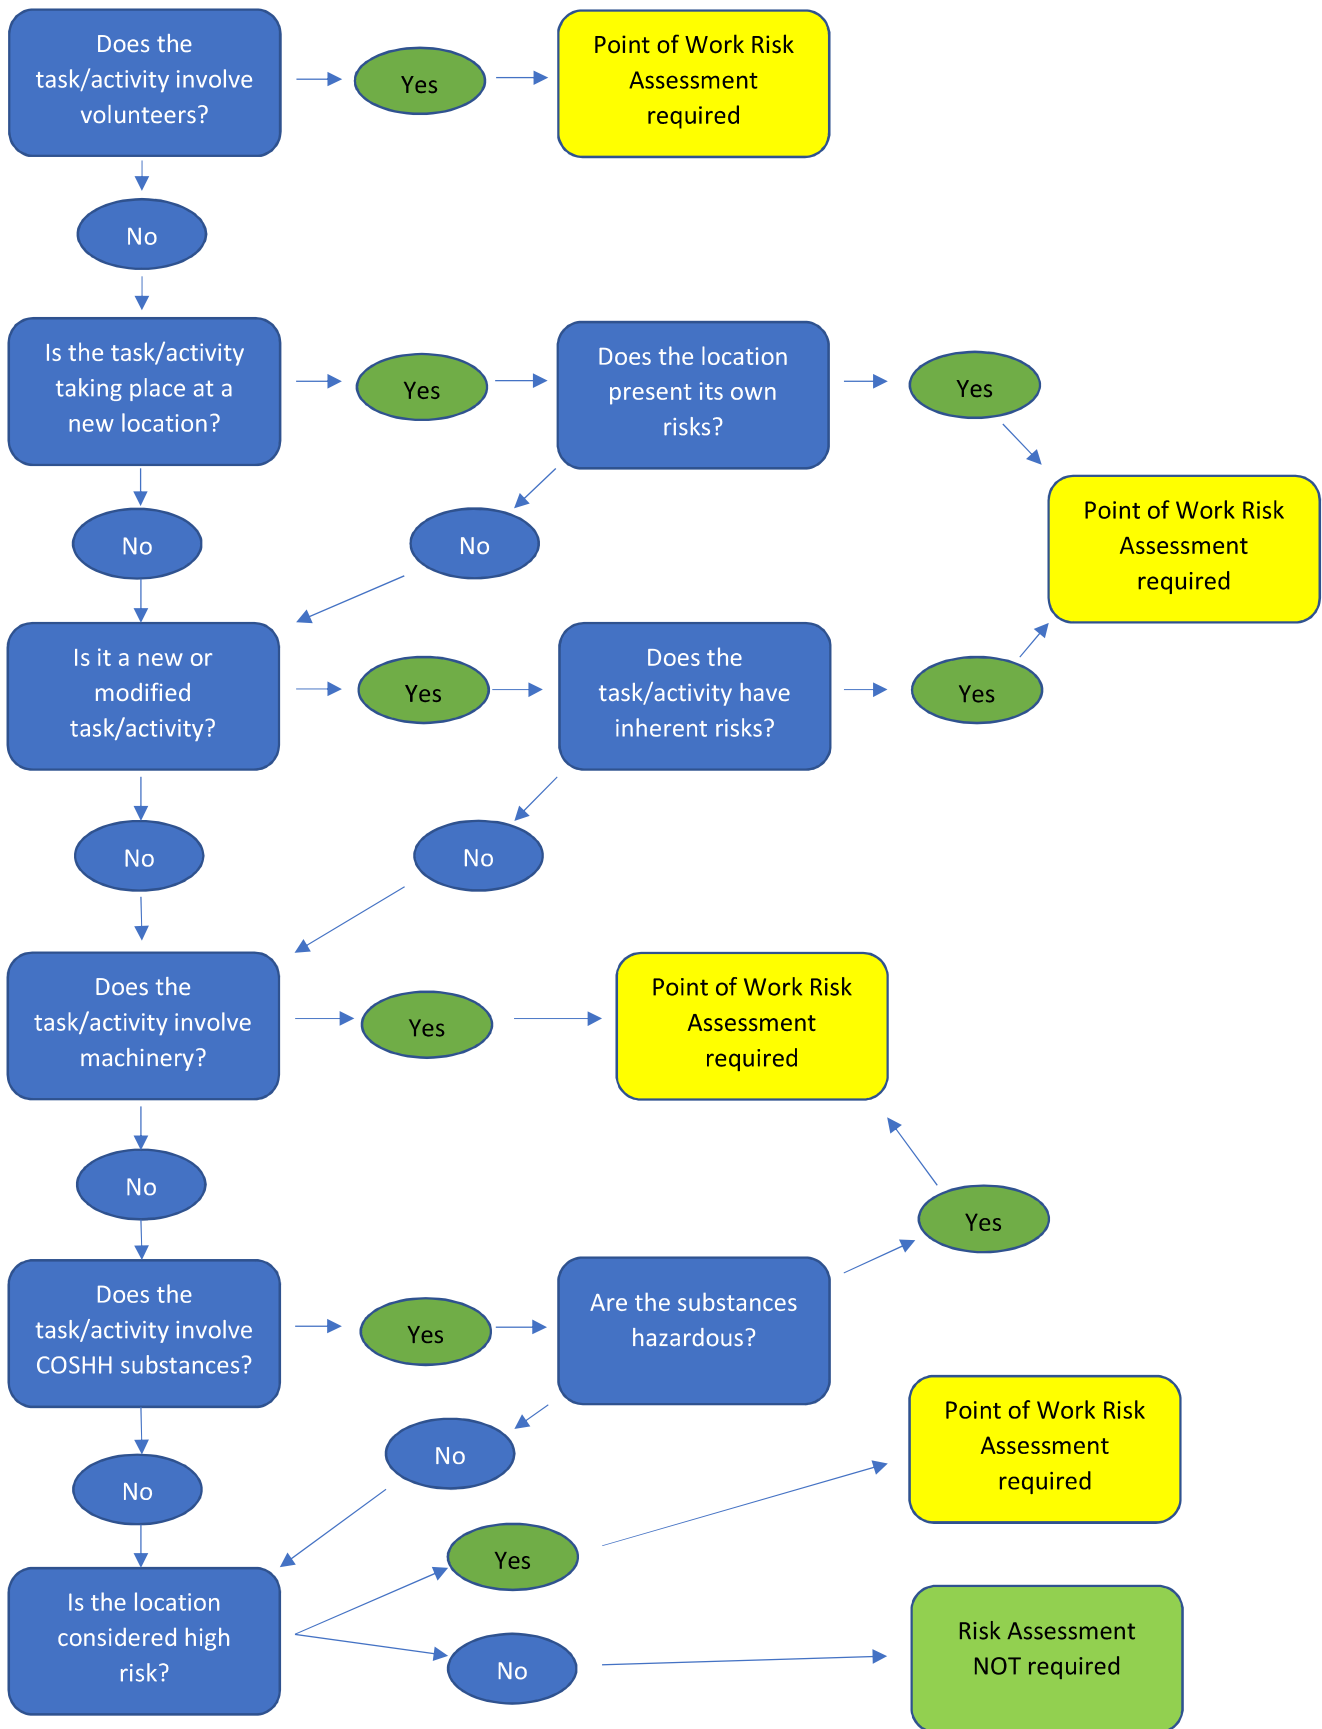 Does the
task/activity involve
volunteers?
Yes
Point of Work Risk
Assessment
required
No
Is the task/activity
taking place at a
new location?
Yes
Does the location
present its own
risks?
Yes
No
No
Point of Work Risk
Assessment
required
Is it a new or
modified
task/activity?
Yes
Does the
task/activity have
inherent risks?
Yes
No
No
Does the
task/activity involve
machinery?
Yes
Point of Work Risk
Assessment
required
No
Yes
Does the
task/activity involve
COSHH substances?
Yes
Are the substances
hazardous?
No
No
Point of Work Risk
Assessment
required
Is the location
considered high
risk?
Yes
No
Risk Assessment
NOT required